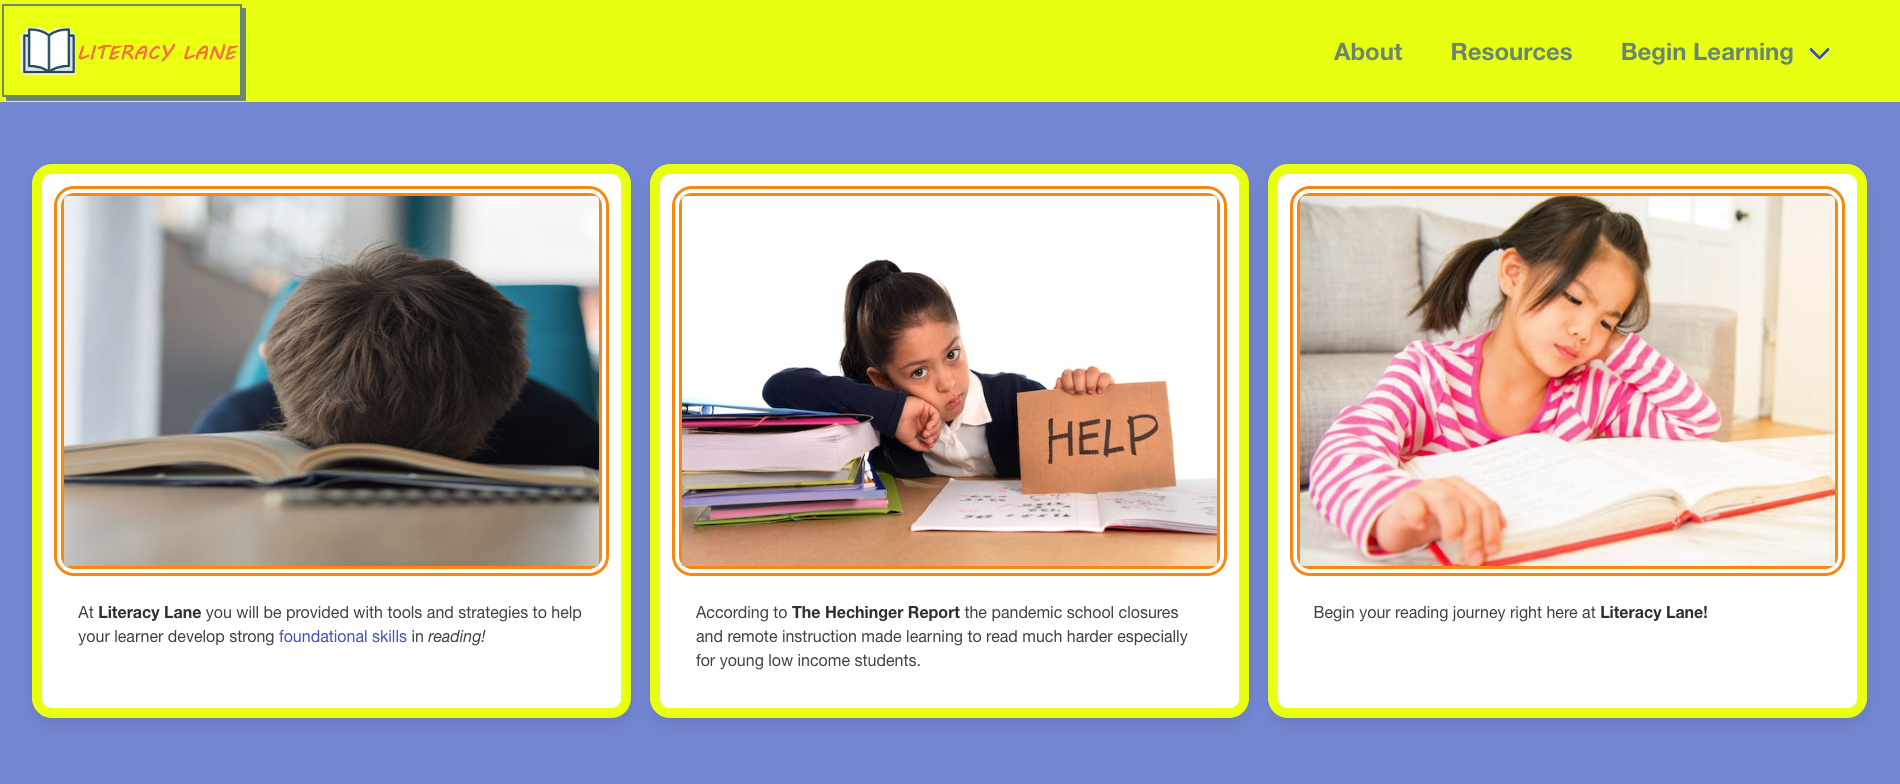 LITERACY LANE
About Resources Begin Learning
HELP
At Literacy Lane you will be provided with tools and strategies to help
your learner develop strong foundational skills in reading!
According to The Hechinger Report the pandemic school closures
and remote instruction made learning to read much harder especially
for young low income students.
Begin your reading journey right here at Literacy Lane!